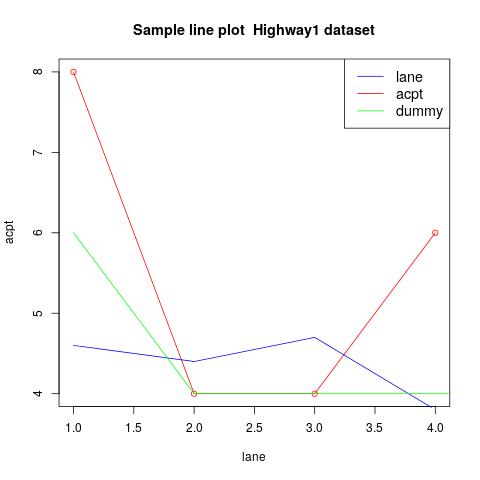 Sample line plot  Highway1 dataset
lane
acpt
dummy
acpt
8
7
6
5
4
1.0 1.5 2.0 2.5 3.0 3.5 4.0
lane